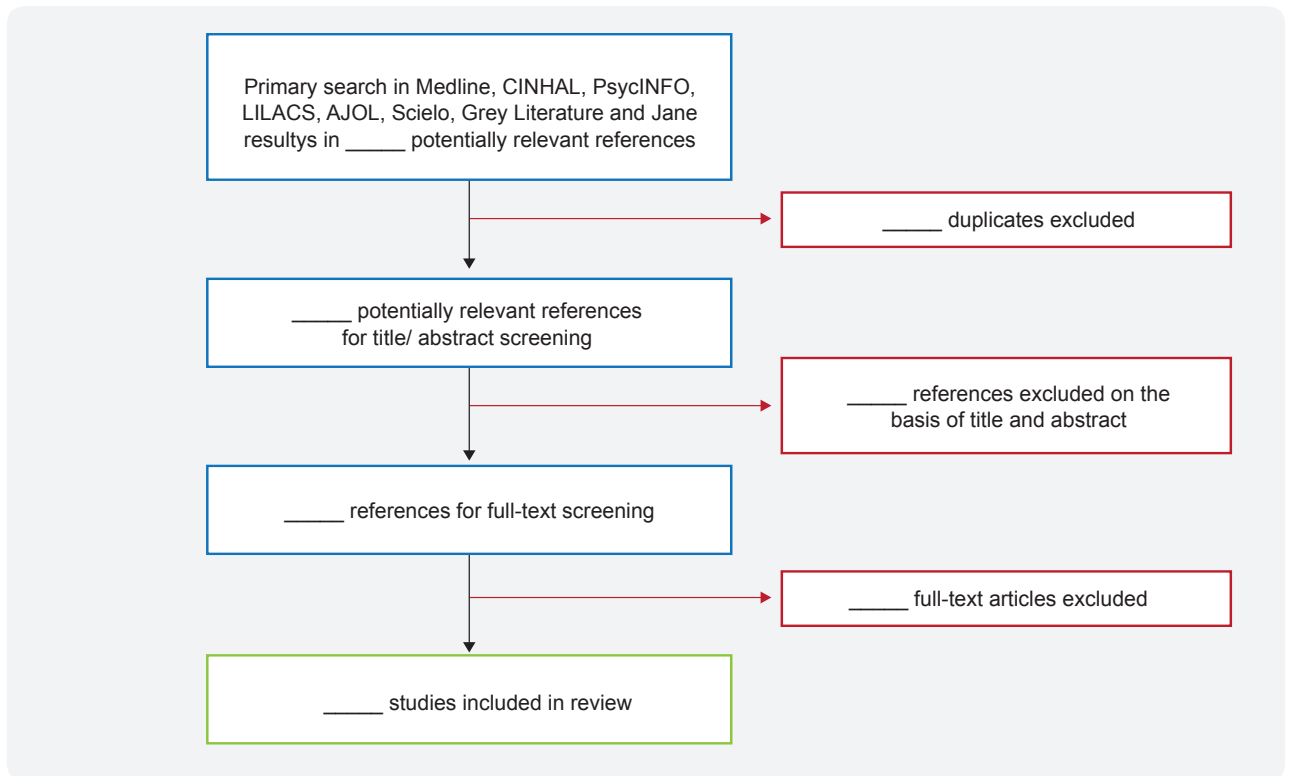 Primary search in Medline, CINHAL, PsycINFO,
LILACS, AJOL, Scielo, Grey Literature and Jane
resultys in _____ potentially relevant references
_____ duplicates excluded
_____ potentially relevant references
for title/ abstract screening
_____ references excluded on the
basis of title and abstract
_____ references for full-text screening
_____ full-text articles excluded
_____ studies included in review